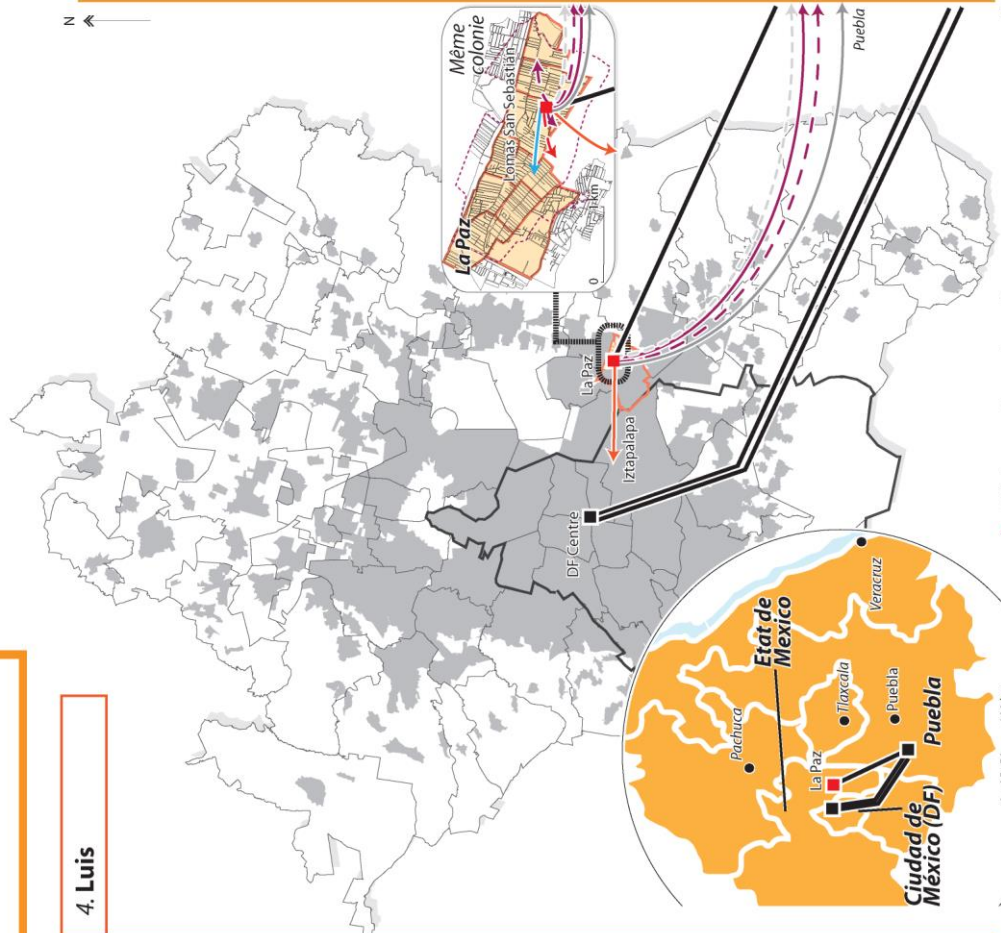 4. Luis
N
Même
colonie
Lomas San Sebastián
La Paz
0
1 km
Puebla
La Paz
Iztapalapa
DF Centre
Etat de
Mexico
Pachuca
Tlaxcala
Veracruz
La Paz
Puebla
Puebla
Ciudad de
México (DF)